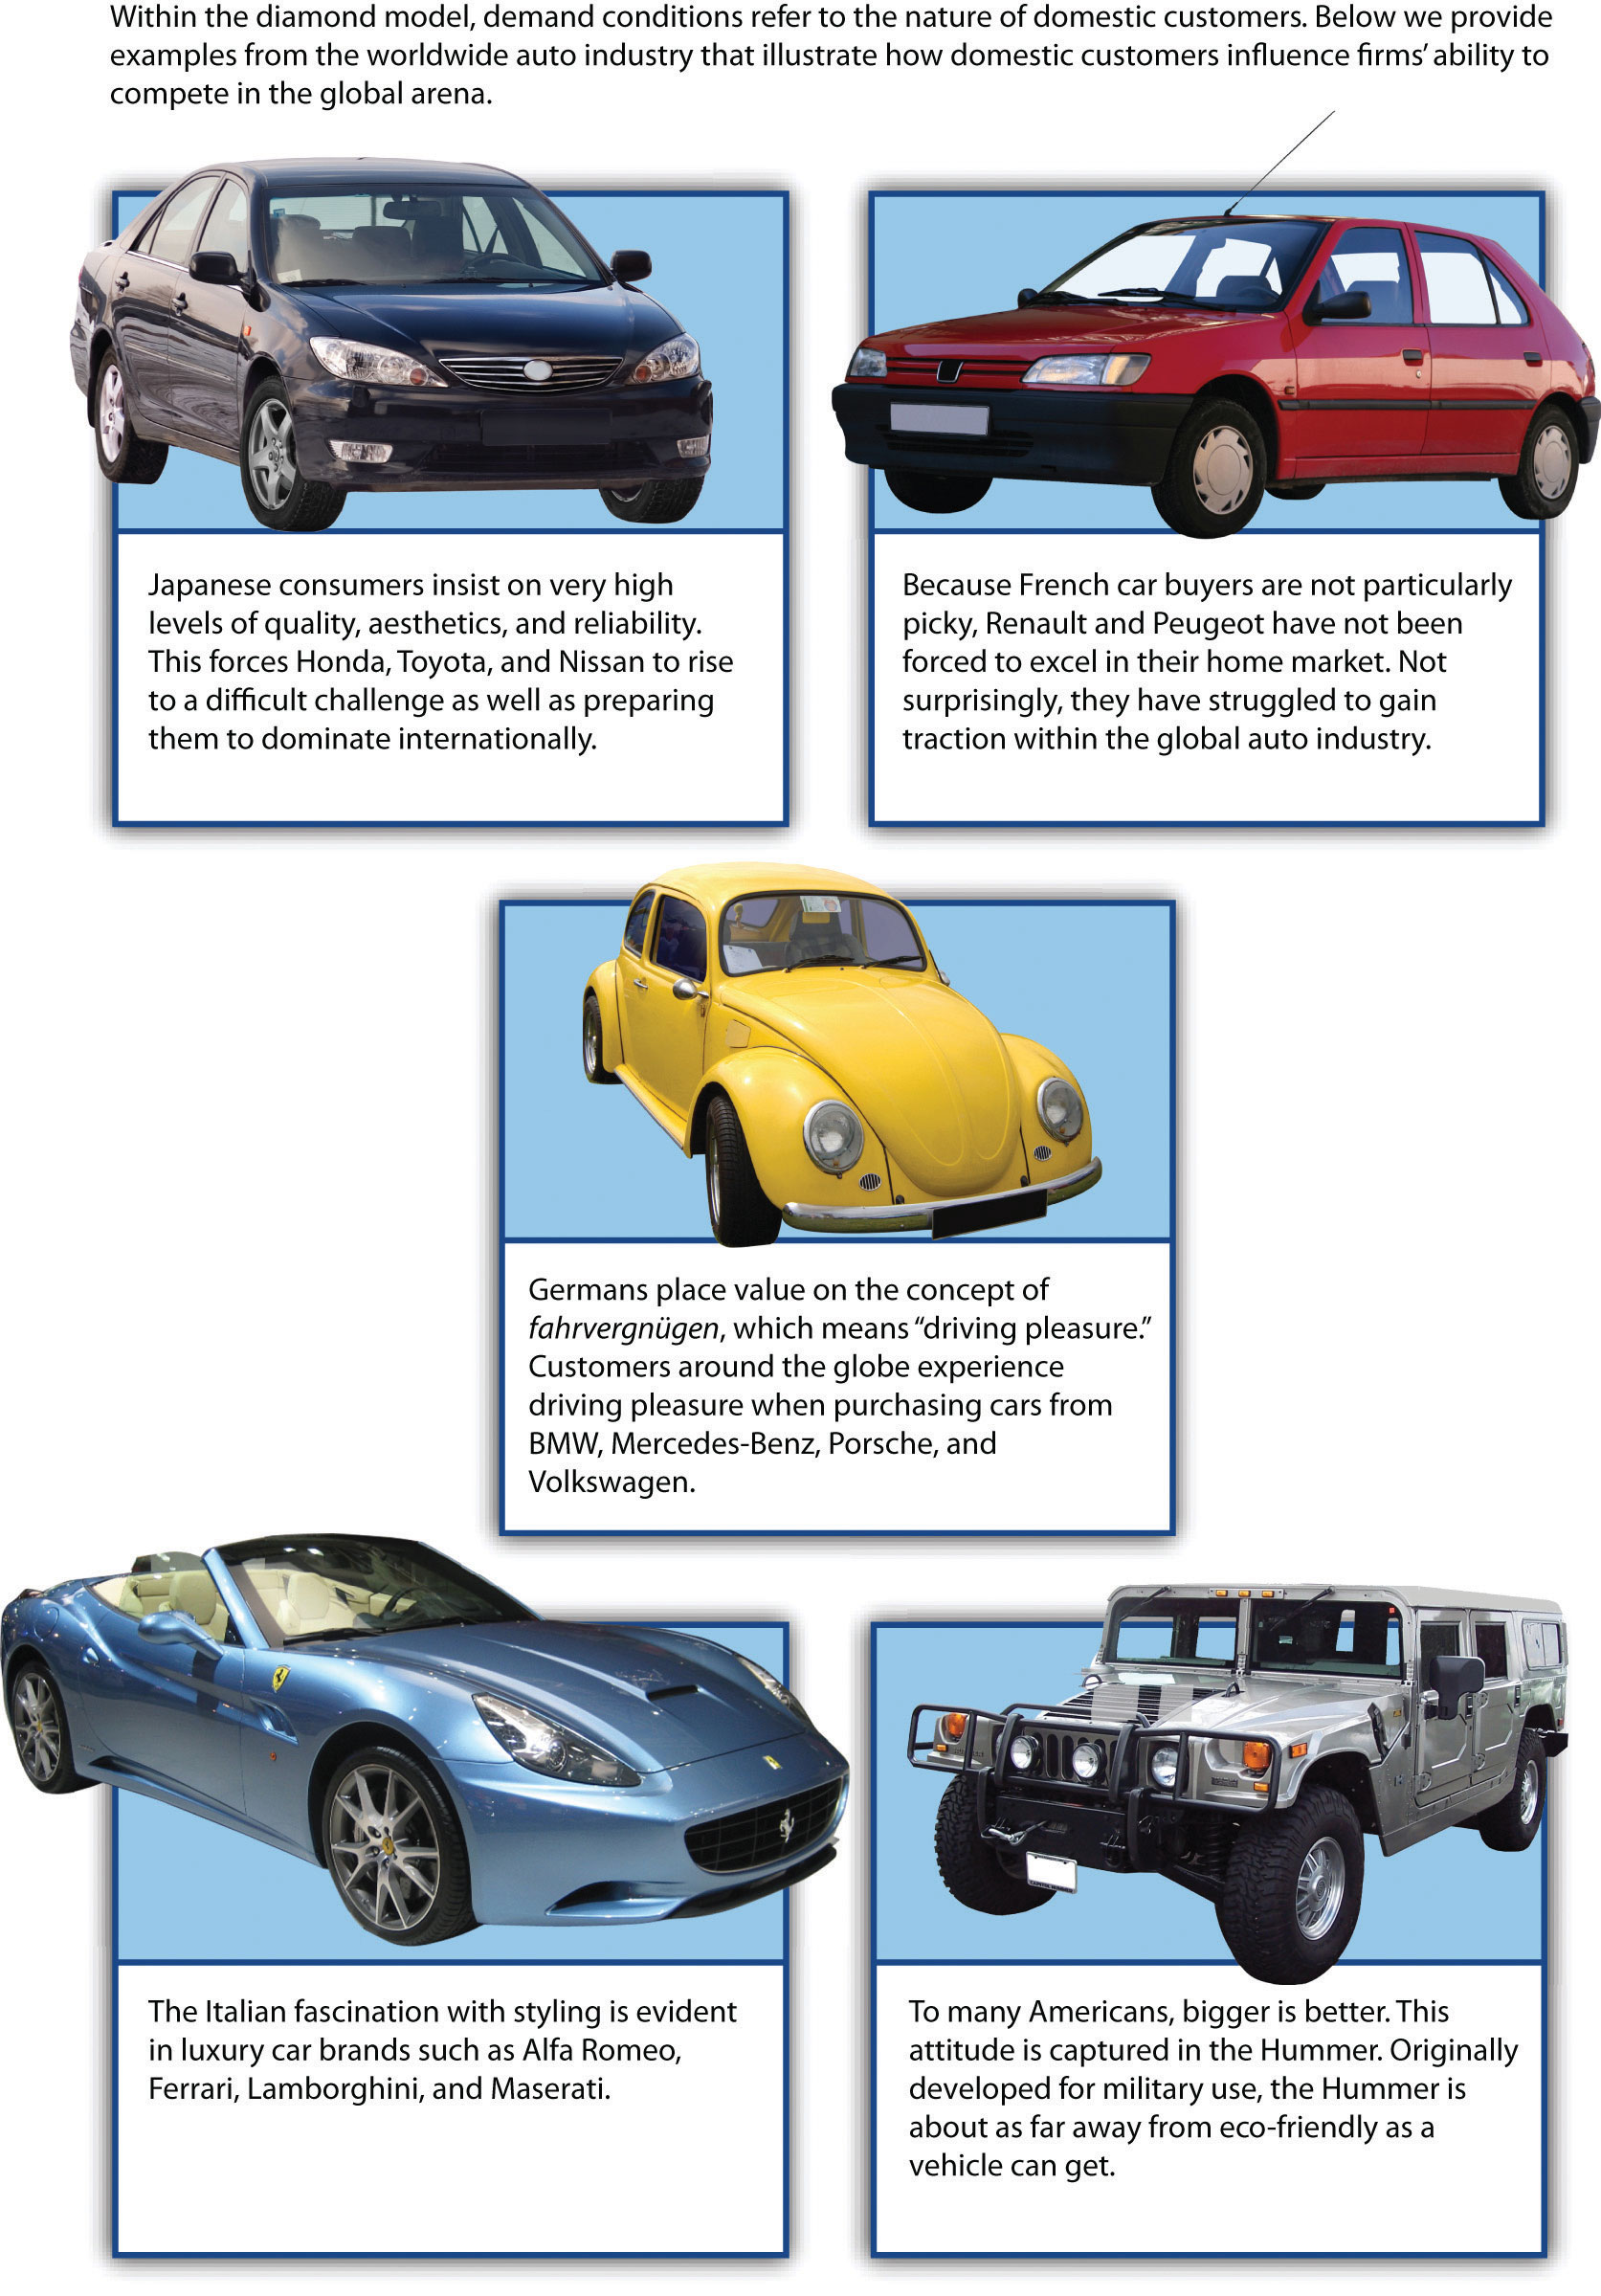 Within the diamond model, demand conditions refer to the nature of domestic customers. Below we provide
examples from the worldwide auto industry that illustrate how domestic customers influence firms’ ability to
compete in the global arena.
Japanese consumers insist on very high
levels of quality, aesthetics, and reliability.
This forces Honda, Toyota, and Nissan to rise
to a difficult challenge as well as preparing
them to dominate internationally.
Because French car buyers are not particularly
picky, Renault and Peugeot have not been
forced to excel in their home market. Not
surprisingly, they have struggled to gain
traction within the global auto industry.
Germans place value on the concept of
fahrvergnügen, which means “driving pleasure.”
Customers around the globe experience
driving pleasure when purchasing cars from
BMW, Mercedes-Benz, Porsche, and
Volkswagen.
The Italian fascination with styling is evident
in luxury car brands such as Alfa Romeo,
Ferrari, Lamborghini, and Maserati.
To many Americans, bigger is better. This
attitude is captured in the Hummer. Originally
developed for military use, the Hummer is
about as far away from eco-friendly as a
vehicle can get.